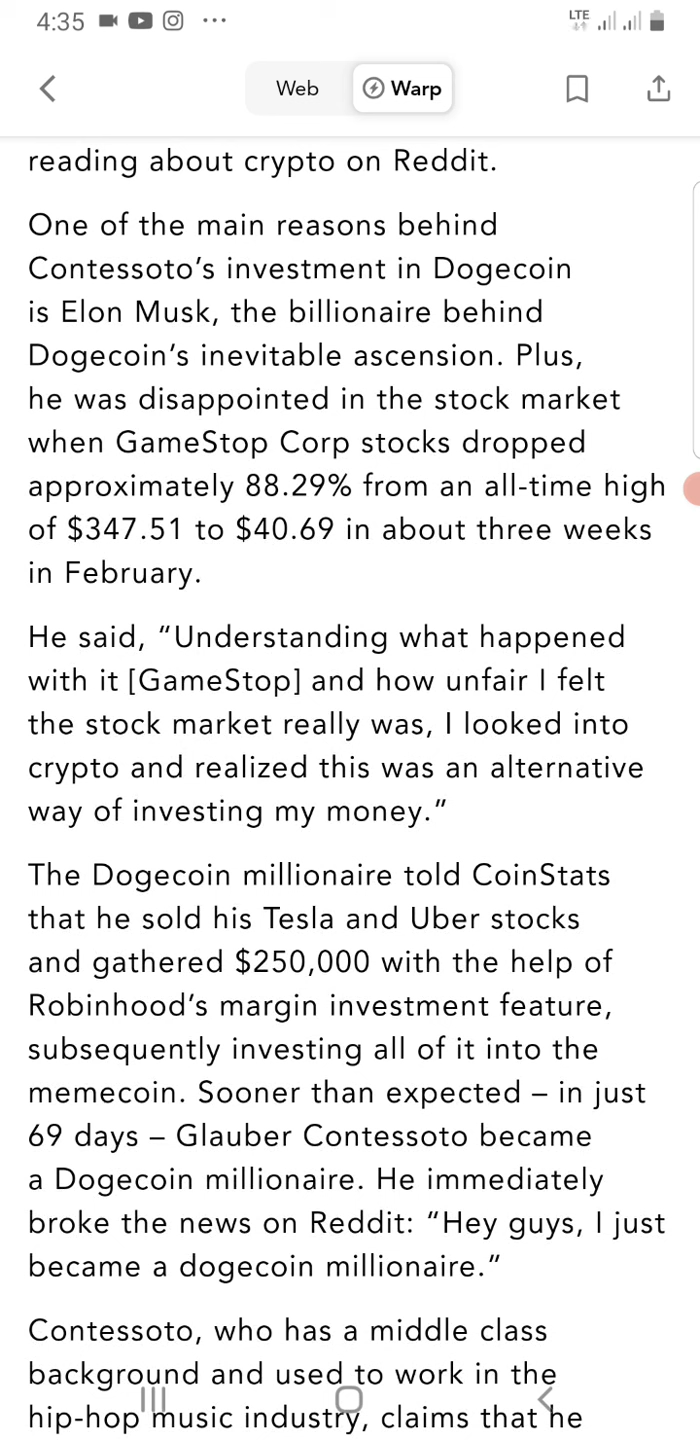 4:35
LTE
Web
Warp
reading about crypto on Reddit.
One of the main reasons behind
Contessoto’s investment in Dogecoin
is Elon Musk, the billionaire behind
Dogecoin’s inevitable ascension. Plus,
he was disappointed in the stock market
when GameStop Corp stocks dropped
approximately 88.29% from an all-time high
of $347.51 to $40.69 in about three weeks
in February.
He said, “Understanding what happened
with it [GameStop] and how unfair I felt
the stock market really was, I looked into
crypto and realized this was an alternative
way of investing my money.”
The Dogecoin millionaire told CoinStats
that he sold his Tesla and Uber stocks
and gathered $250,000 with the help of
Robinhood’s margin investment feature,
subsequently investing all of it into the
memecoin. Sooner than expected – in just
69 days – Glauber Contessoto became
a Dogecoin millionaire. He immediately
broke the news on Reddit: “Hey guys, I just
became a dogecoin millionaire.”
Contessoto, who has a middle class
background and used to work in the
hip-hop music industry, claims that he